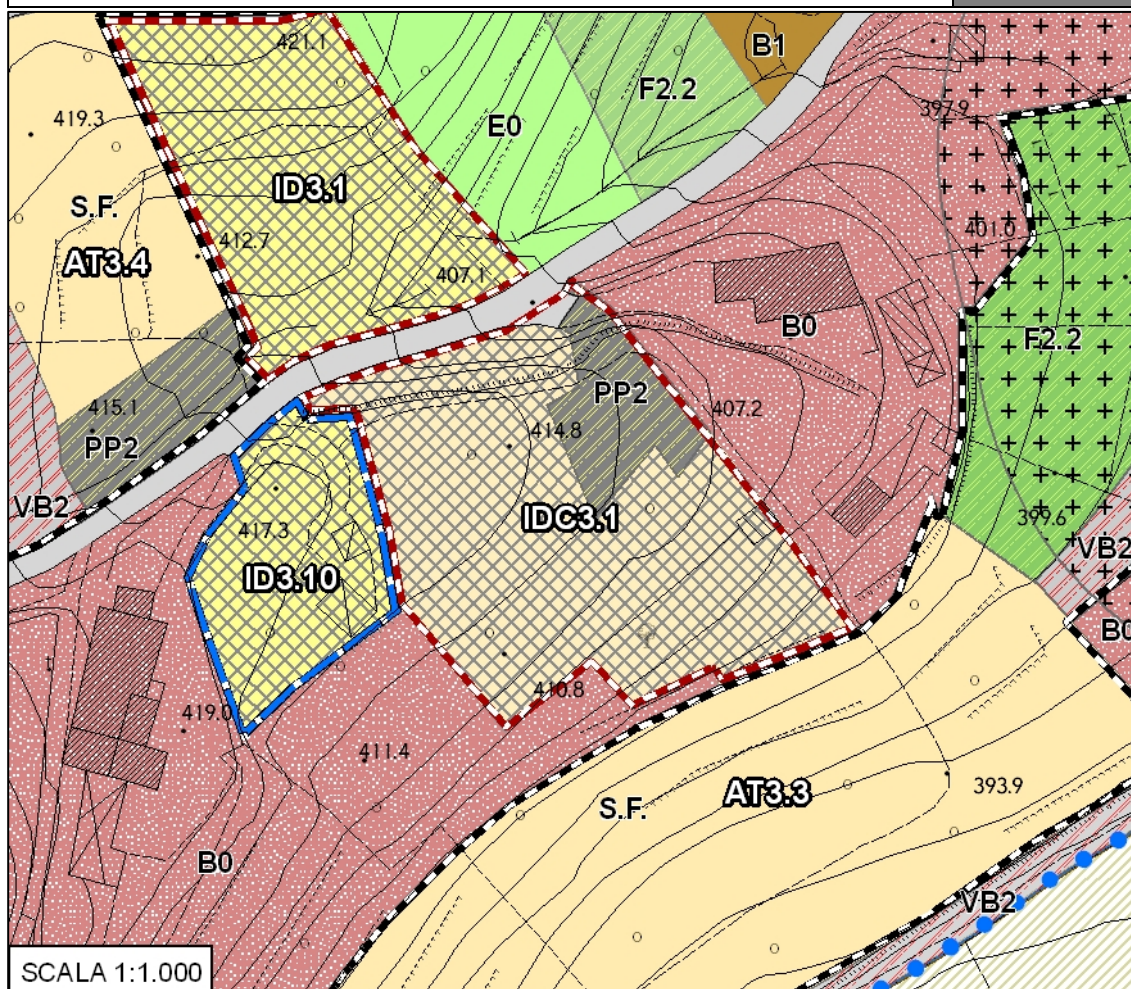 421.1
B1
F2.2
419.3
E0
397.9
ID3.1
S.F.
412.7
401.0
AT3.4
407.1
B0
F2.2
PP2
415.1
407.2
414.8
PP2
VB2
IDC3.1
399.6
417.3
VB2
ID3.10
B0
410.8
419.0
411.4
AT3.3
393.9
S.F.
B0
VB2
SCALA 1:1.000